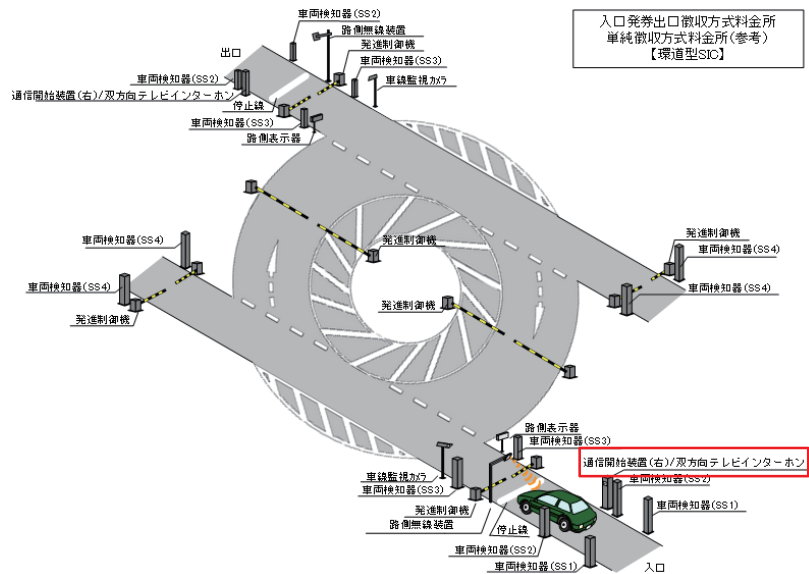 入口発券出口徴収方式料金所
単純徴収方式料金所(参考)
【環道型SIC】
車両検知器(SS2)
路側無線装置
発進制御機
出口
車両検知器(SS3)
車両検知器(SS2)
車線監視カメラ
通信開始装置(右)/双方向テレビインターホン
停止線
車両検知器(SS3)
路側表示器
車両検知器(SS4)
発進制御機
車両検知器(SS4)
発進制御機
車両検知器(SS4)
車両検知器(SS4)
発進制御機
発進制御機
路側表示器
車両検知器(SS3)
通信開始装置(右)/双方向テレビインターホン
車線監視カメラ
車両検知器(SS2)
車両検知器(SS3)
車両検知器(SS1)
発進制御機
路側無線装置
停止線
車両検知器(SS2)
車両検知器(SS1)
入口